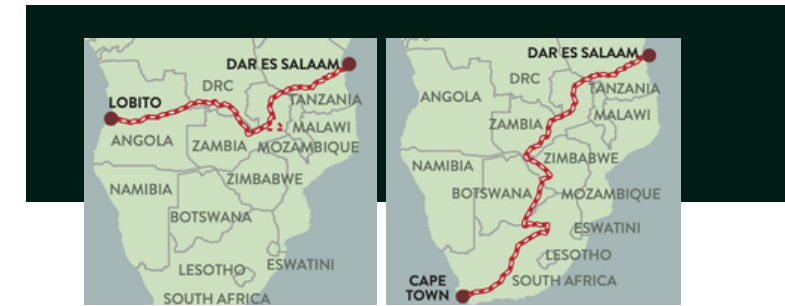 DAR ES SALAAM
DRC
LOBITO
TANZANIA
ANGOLA
ZAMBIA
MALAWI
MOZAMBIQUE
NAMIBIA
ZIMBABWE
BOTSWANA
LESOTHO
ESWATINI
SOUTH AFRICA
DAR ES SALAAM
DRC
ANGOLA
TANZANIA
ZAMBIA
MALAWI
NAMIBIA
ZIMBABWE
BOTSWANA
MOZAMBIQUE
ESWATINI
LESOTHO
CAPE
TOWN
SOUTH AFRICA